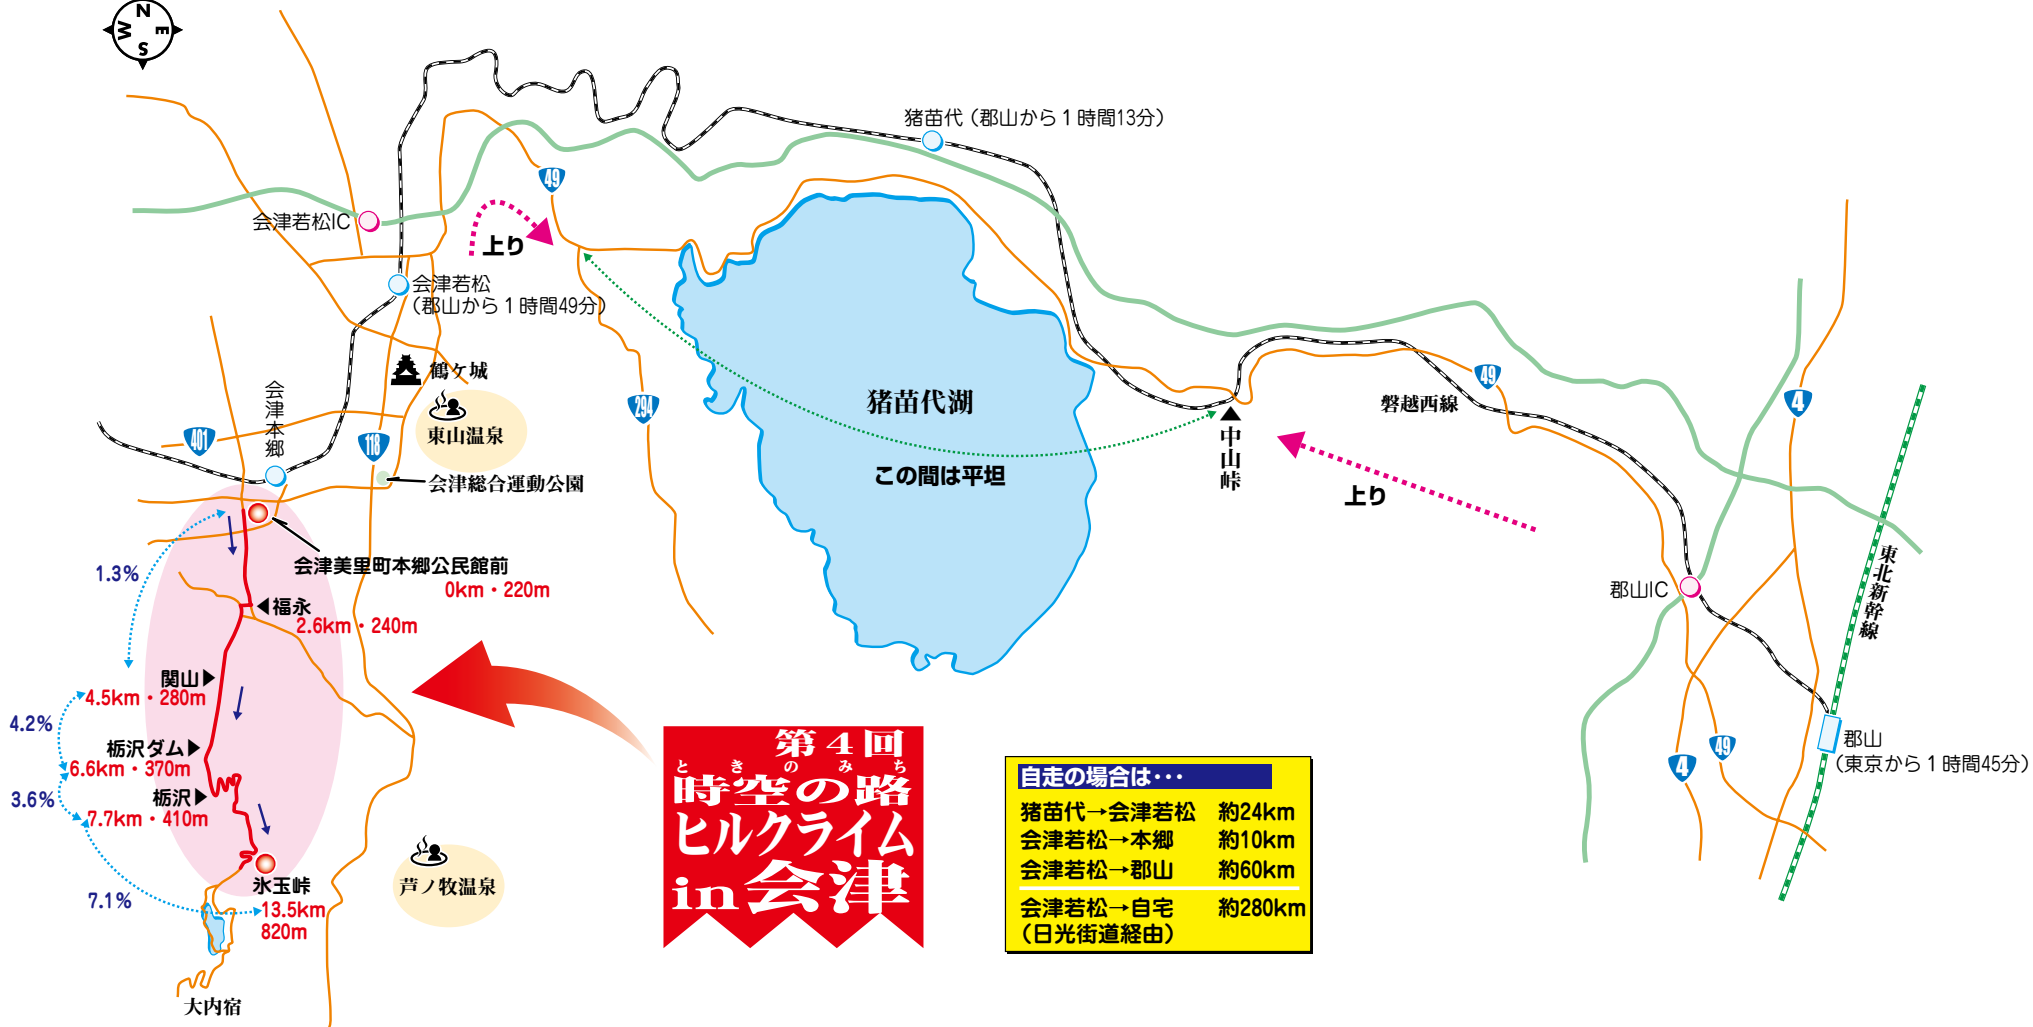 N
W
E
S
猪苗代（郡山から１時間13分）
49
会津若松IC
上り
会津若松
（郡山から１時間49分）
鶴ケ城
会津本郷
東山温泉
401
118
294
会津総合運動公園
猪苗代湖
この間は平坦
中山峠
上り
磐越西線
49
4
東北新幹線
郡山IC
会津美里町本郷公民館前
0km・220m
1.3%
福永
2.6km・240m
関山
4.5km・280m
4.2%
栃沢ダム
6.6km・370m
3.6%
栃沢
7.7km・410m
7.1%
氷玉峠
13.5km
820m
芦ノ牧温泉
大内宿
第４回
ときのみち
時空の路
ヒルクライム
in会津
自走の場合は･･･
猪苗代→会津若松　約24km
会津若松→本郷　約10km
会津若松→郡山　約60km
会津若松→自宅　約280km
（日光街道経由）
4
49
郡山
（東京から１時間45分）